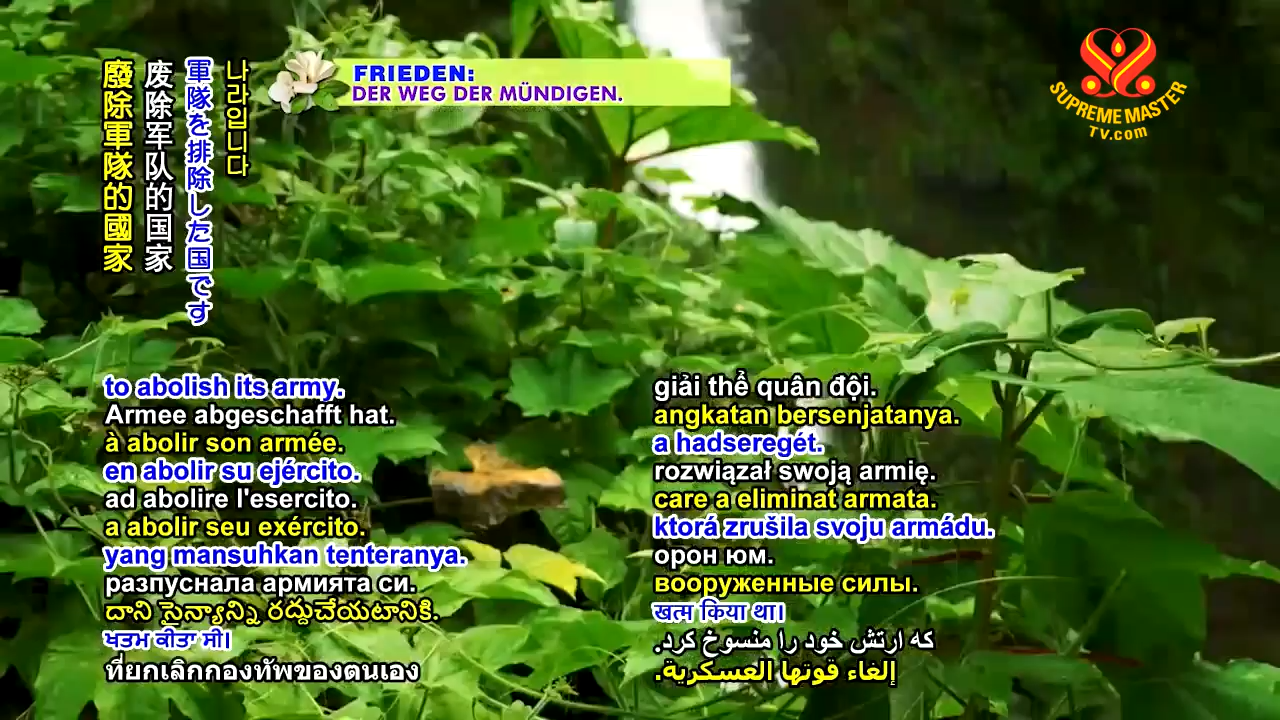 나라입니다
軍隊を排除した国です
废除军队的国家
廢除軍隊的國家
FRIEDEN:
DER WEG DER MÜNDIGEN.
SUPREME MASTER
TV.com
to abolish its army.
Armee abgeschafft hat.
à abolir son armée.
en abolir su ejército.
ad abolire l'esercito.
a abolir seu exército.
yang mansuhkan tenteranya.
разпуснала армията си.
దాని సైన్యాన్ని రద్దుచేయటానికి.
ਖਤਮ ਕੀਤਾ ਸੀ।
ที่ยกเลิกกองทัพของตนเอง
giải thể quân đội.
angkatan bersenjatanya.
a hadseregét.
rozwiązał swoją armię.
care a eliminat armata.
ktorá zrušila svoju armádu.
орон юм.
вооруженные силы.
खत्म किया था।
که ارتش خود را منسوخ کرد.
إلغاء قوتها العسكرية.